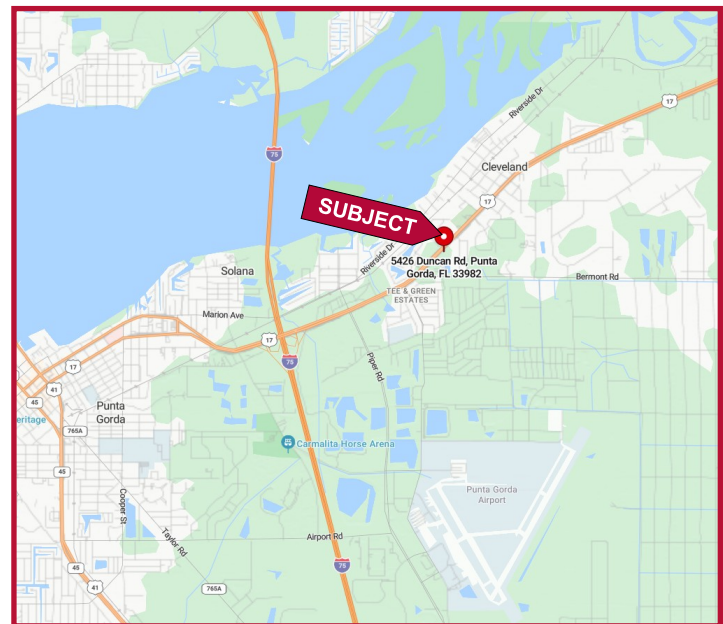 17
Riverside Dr
Cleveland
75
17
SUBJECT
Riverside Dr
5426 Duncan Rd, Punta
Gorda, FL 33982
Solana
Bermont Rd
TEE & GREEN
ESTATES
Marion Ave
17
75
Piper Rd
17
41
45
Punta
Gorda
eritage
765A
Carmalita Horse Arena
45
Cooper St
Punta Gorda
Airport
Taylor Rd
Airport Rd
75
45
765A
41